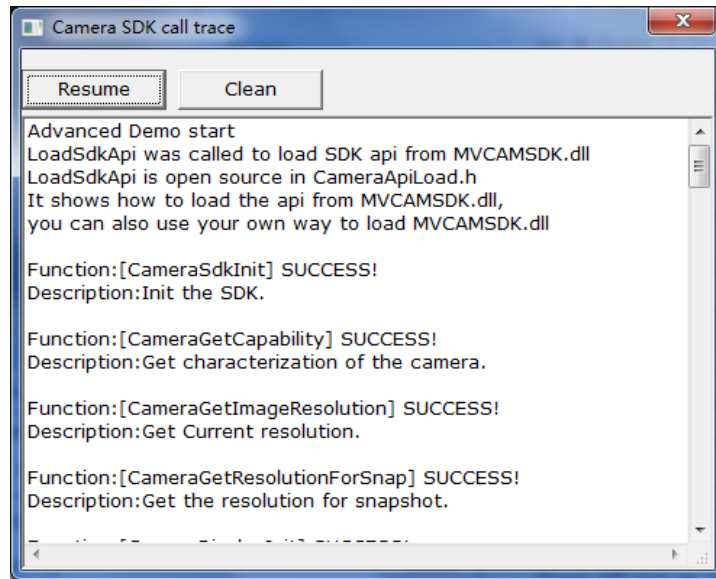 Camera SDK call trace
Resume Clean
Advanced Demo start
LoadSdkApi was called to load SDK api from MVCAMSDK.dll
LoadSdkApi is open source in CameraApiLoad.h
It shows how to load the api from MVCAMSDK.dll,
you can also use your own way to load MVCAMSDK.dll
Function:[CameraSdkInit] SUCCESS!
Description:Init the SDK.
Function:[CameraGetCapability] SUCCESS!
Description:Get characterization of the camera.
Function:[CameraGetImageResolution] SUCCESS!
Description:Get Current resolution.
Function:[CameraGetResolutionForSnap] SUCCESS!
Description:Get the resolution for snapshot.